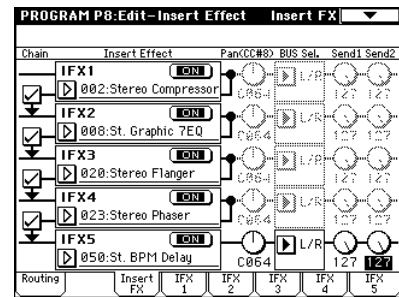 PROGRAM P8:Edit-Insert Effect Insert FX
Chain Insert Effect Pan(CC#8) BUS Sel. Send1 Send2
IFX1 ON
002:Stereo Compressor L/R
C064 127 127
IFX2 ON
008:St. Graphic 7EQ L/R
C064 127 127
IFX3 ON
020:Stereo Flanger L/R
C064 127 127
IFX4 ON
023:Stereo Phaser L/R
C064 127 127
IFX5 ON
050:St. BPM Delay L/R
C064 127 127
Routing Insert FX IFX 1 IFX 2 IFX 3 IFX 4 IFX 5